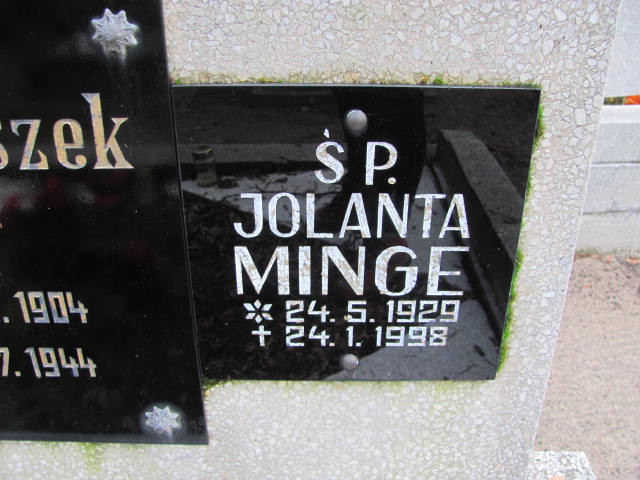 szek
1904
7.1944
Ś P.
JOLANTA
MINGE
* 24. 5. 1929
+ 24. 1. 1998